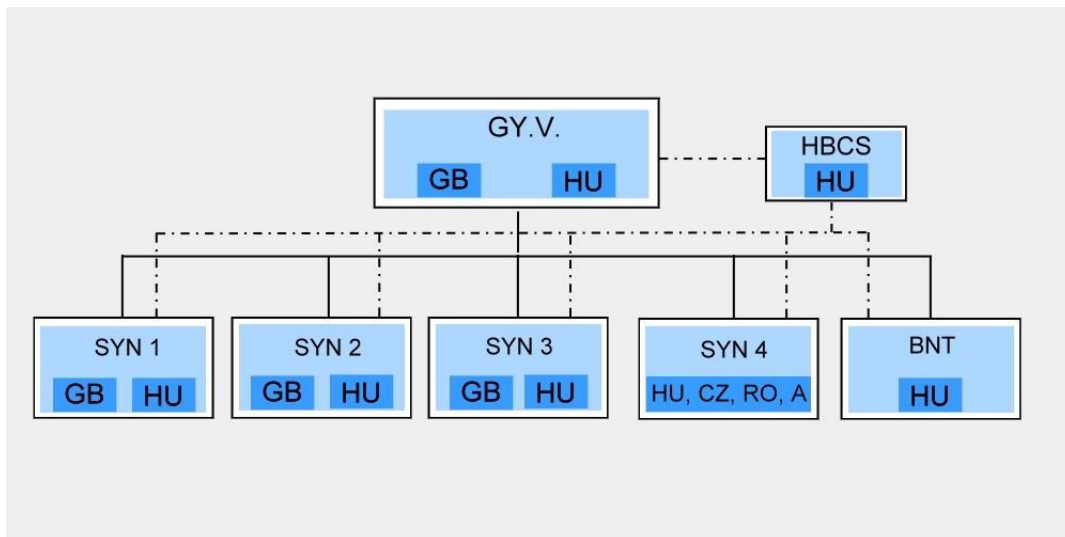 GY.V.
GB HU
HBCS
HU
SYN 1
GB HU
SYN 2
GB HU
SYN 3
GB HU
SYN 4
HU, CZ, RO, A
BNT
HU